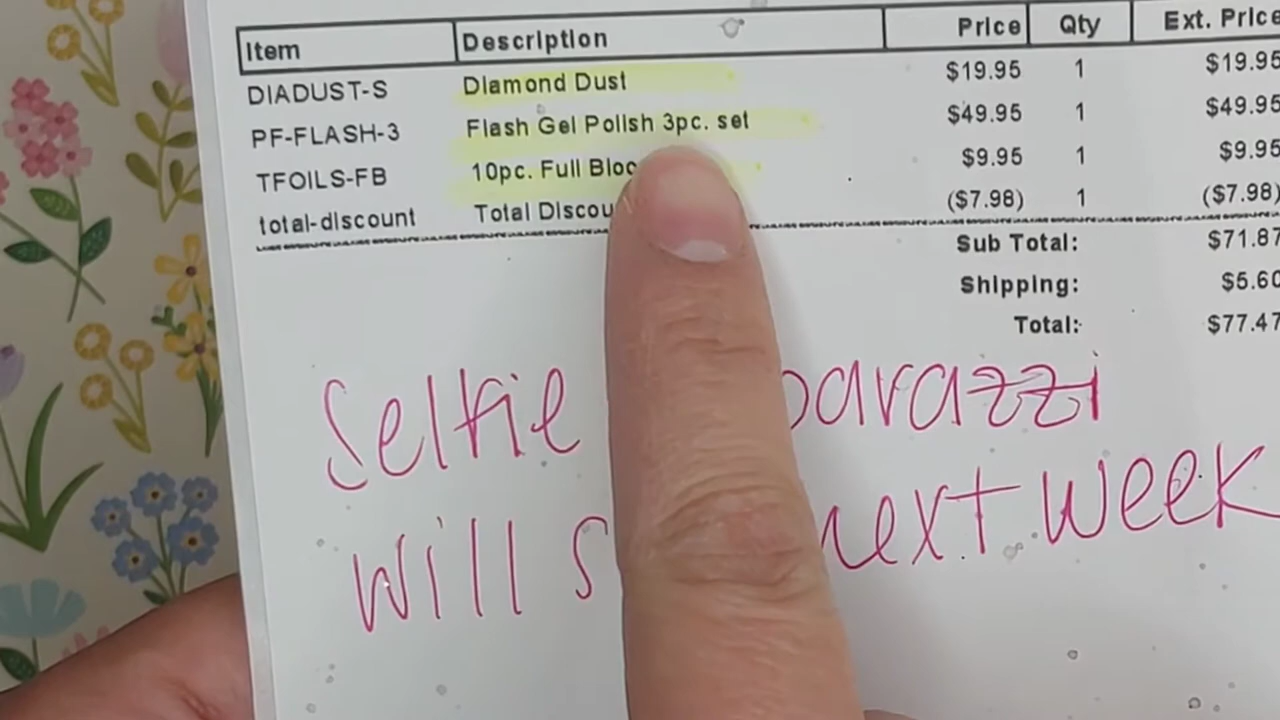 Item Description Price Qty Ext. Price
DIADUST-S Diamond Dust $19.95 1 $19.95
PF-FLASH-3 Flash Gel Polish 3pc. set $49.95 1 $49.95
TFOILS-FB 10pc. Full $9.95 1 $9.95
total-discount Total ($7.98) 1 ($7.98)
Sub Total: $71.87
Shipping: $5.60
Total: $77.47
Selfie
will next week